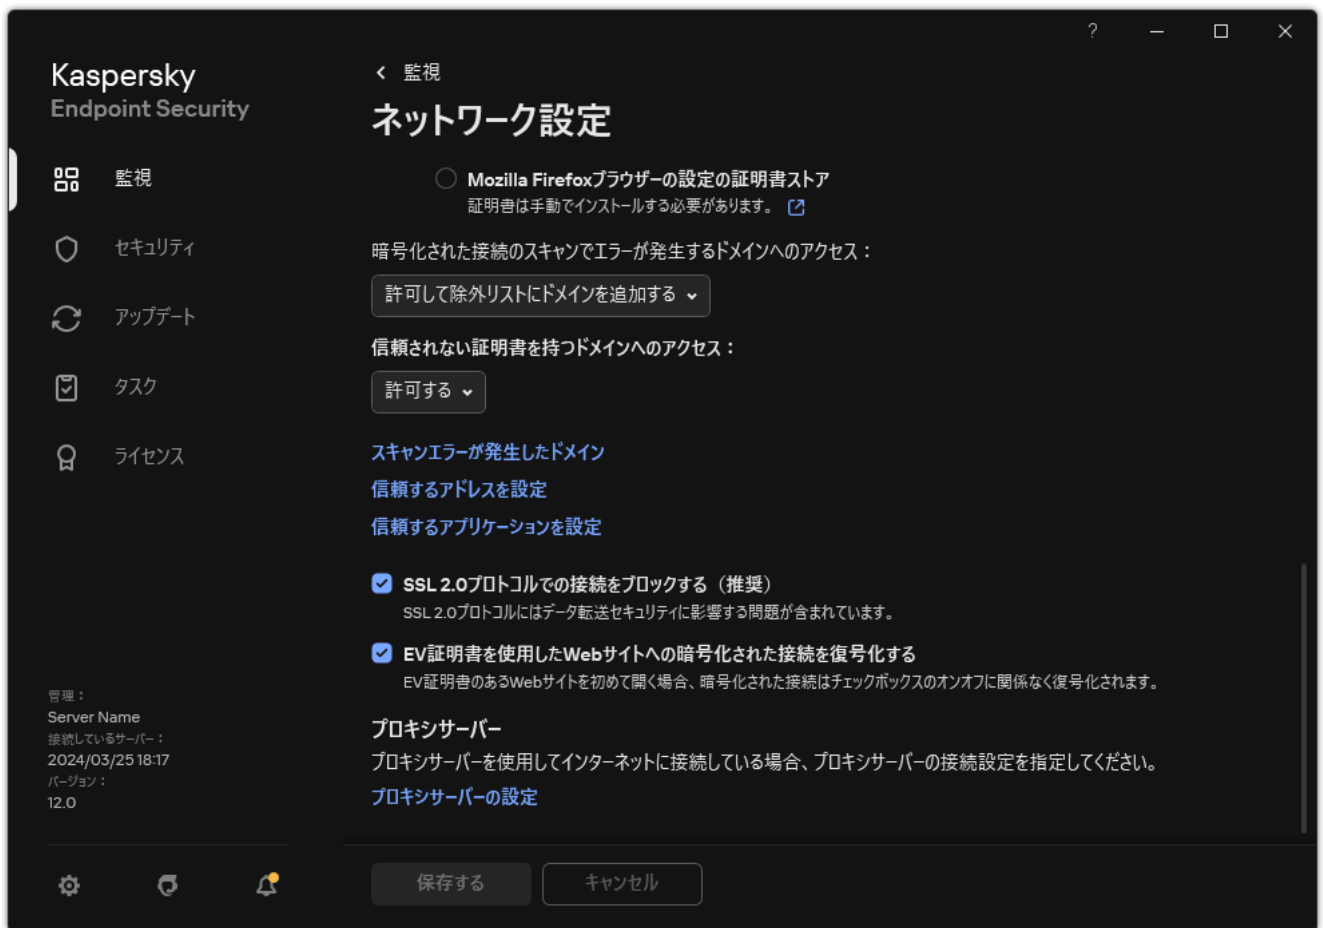 ?
Kaspersky
Endpoint Security
監視
セキュリティ
アップデート
タスク
ライセンス
管理：
Server Name
接続しているサーバー：
2024/03/25 18:17
バージョン：
12.0
監視
ネットワーク設定
Mozilla Firefoxブラウザーの設定の証明書ストア
証明書は手動でインストールする必要があります。
暗号化された接続のスキャンでエラーが発生するドメインへのアクセス：
許可して除外リストにドメインを追加する
信頼されない証明書を持つドメインへのアクセス：
許可する
スキャンエラーが発生したドメイン
信頼するアドレスを設定
信頼するアプリケーションを設定
SSL 2.0プロトコルでの接続をブロックする（推奨）
SSL 2.0プロトコルにはデータ転送セキュリティに影響する問題が含まれています。
EV証明書を使用したWebサイトへの暗号化された接続を復号化する
EV証明書のあるWebサイトを初めて開く場合、暗号化された接続はチェックボックスのオンオフに関係なく復号化されます。
プロキシサーバー
プロキシサーバーを使用してインターネットに接続している場合、プロキシサーバーの接続設定を指定してください。
プロキシサーバーの設定
保存する
キャンセル